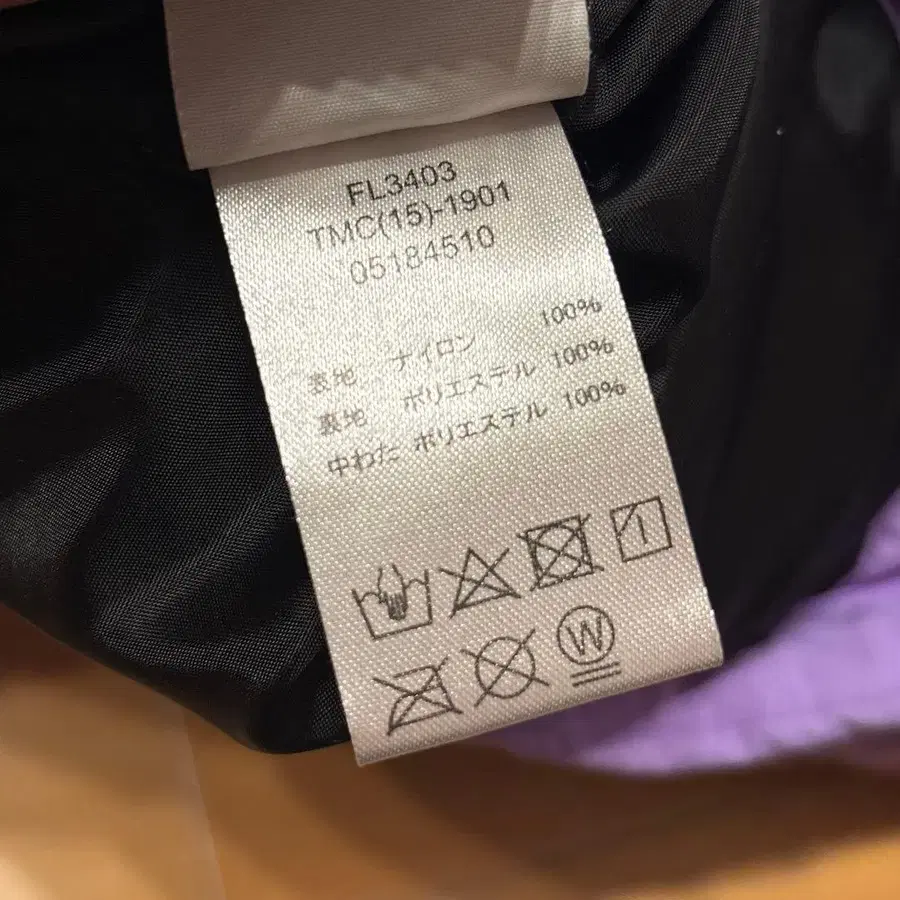 FL3403
TMC(15)-1901
05184510
表地 ナイロン 100%
裏地 ポリエステル 100%
中わた ポリエステル 100%
W